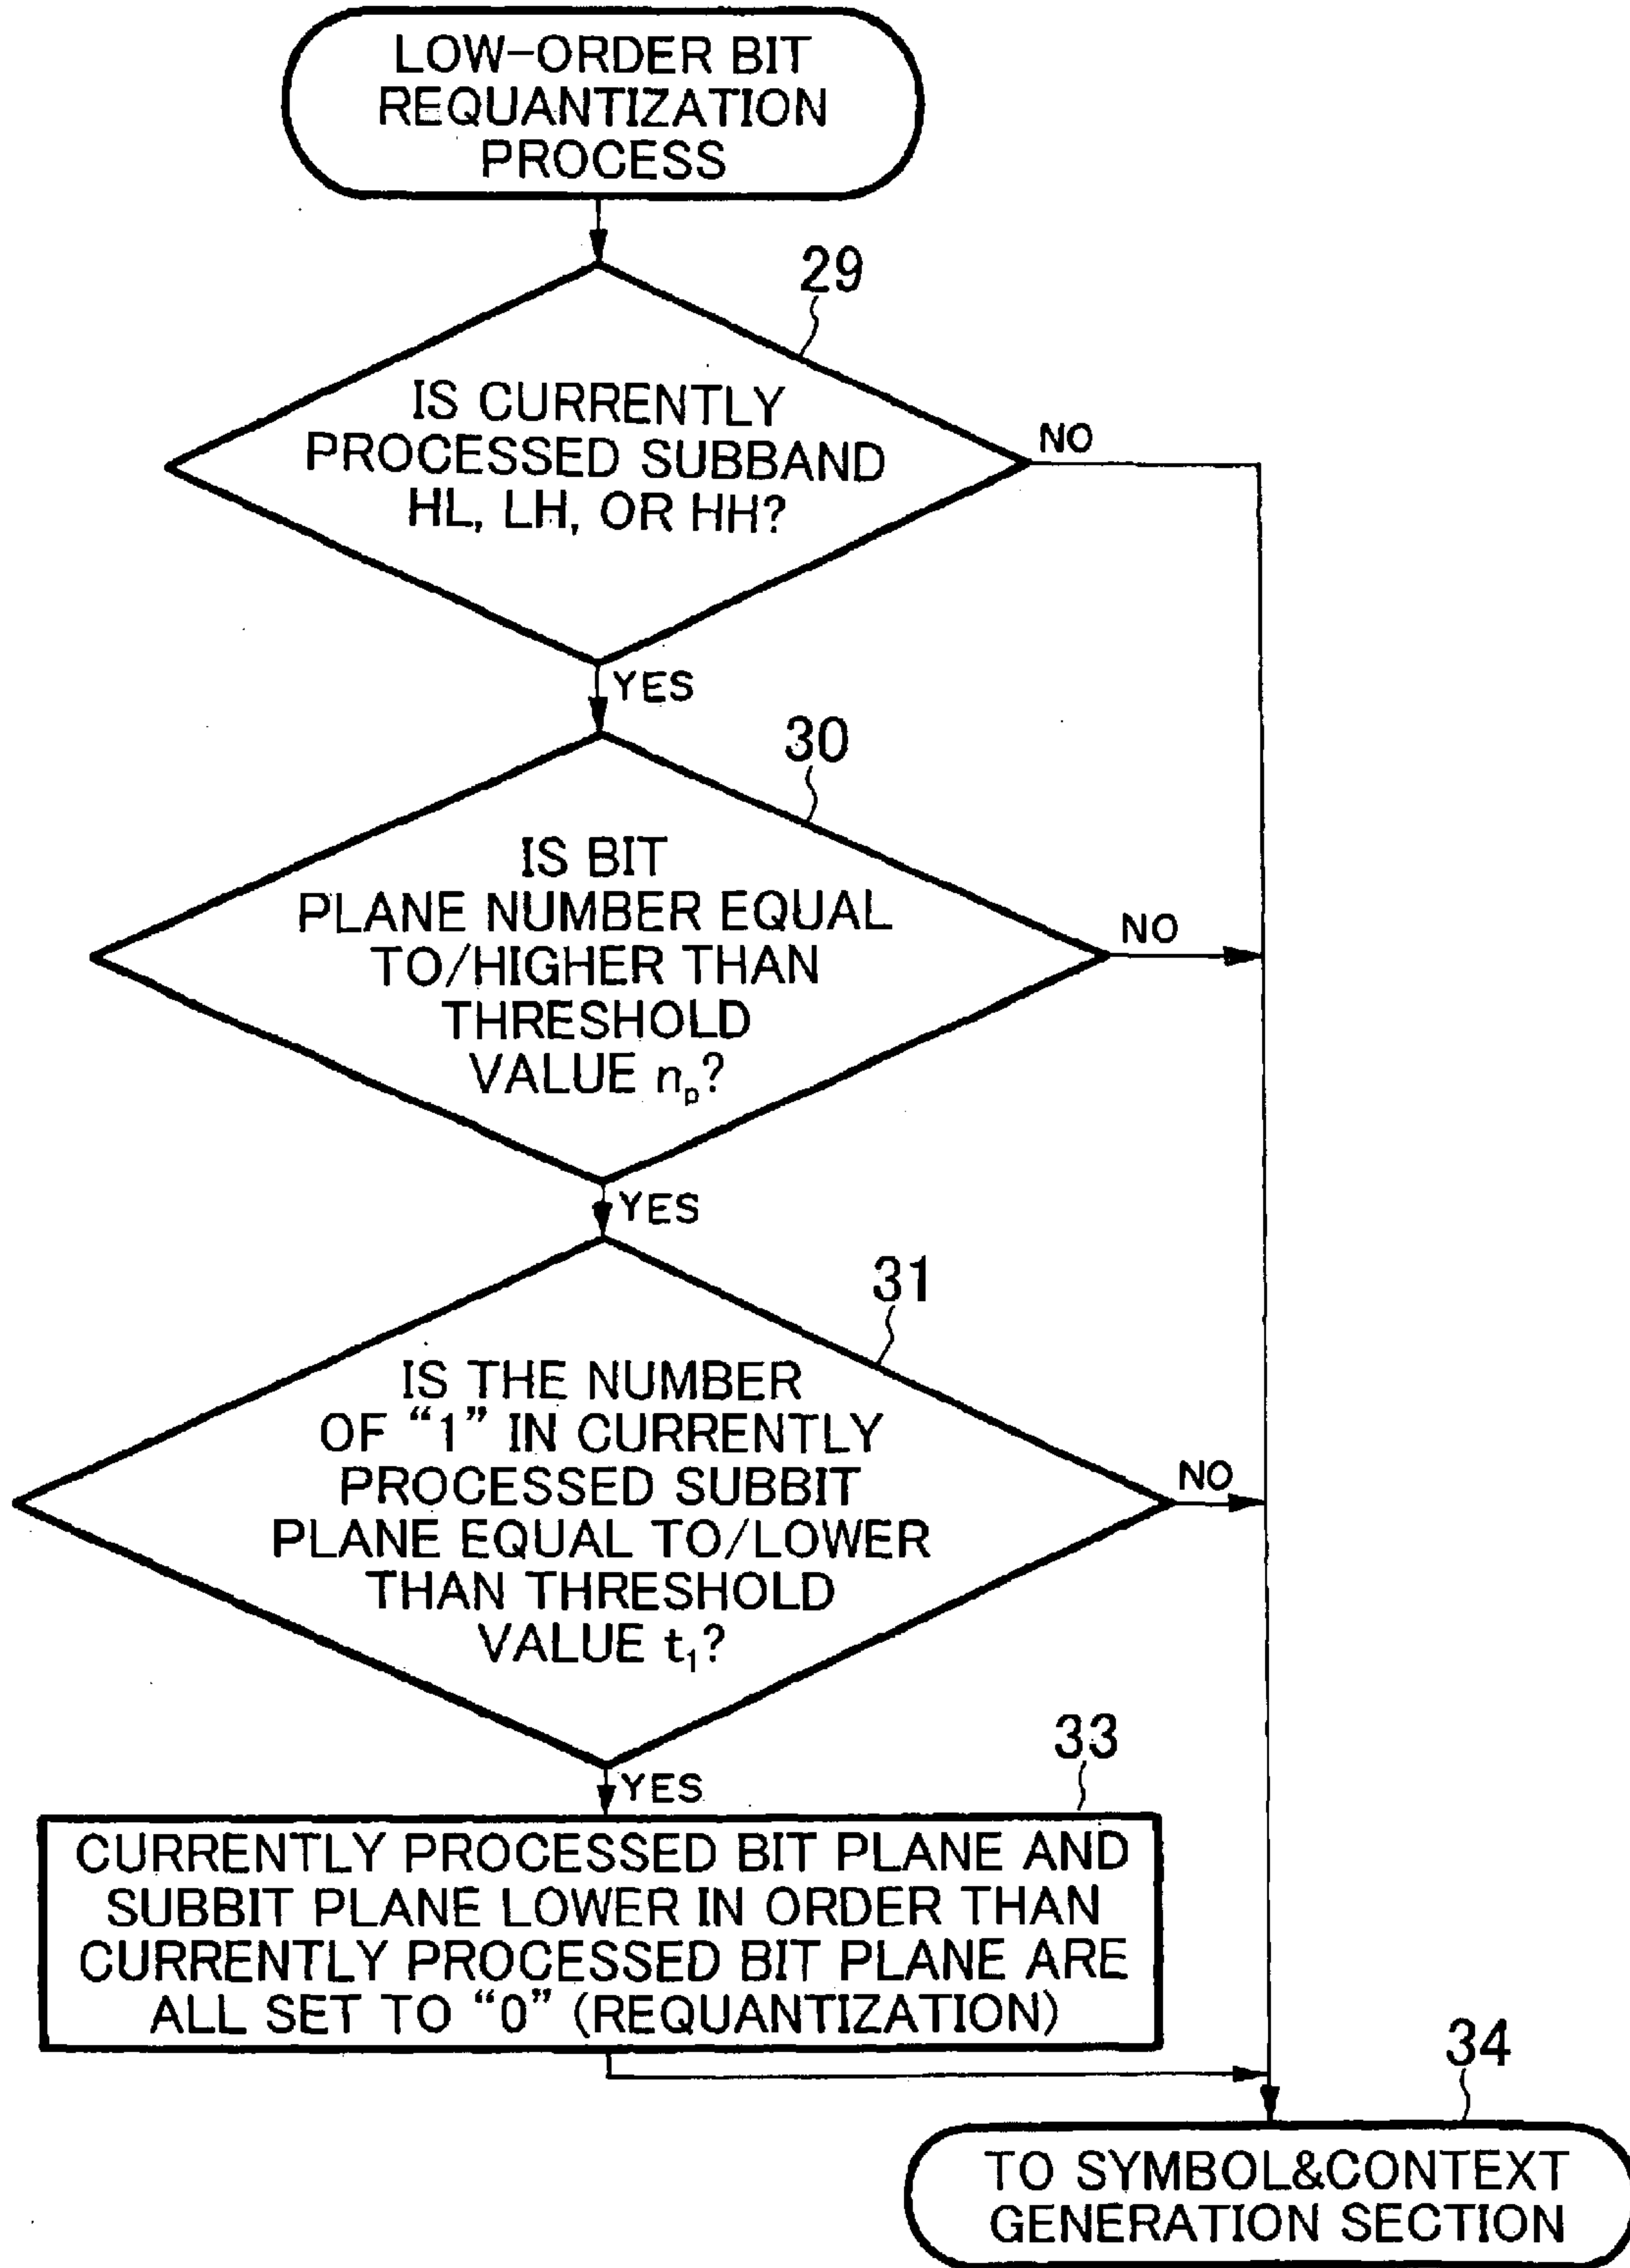 LOW-ORDER BIT
REQUANTIZATION
PROCESS
29
IS CURRENTLY
PROCESSED SUBBAND
HL, LH, OR HH?
NO
YES
30
IS BIT
PLANE NUMBER EQUAL
TO/HIGHER THAN
THRESHOLD
VALUE nₚ?
NO
YES
31
IS THE NUMBER
OF “1” IN CURRENTLY
PROCESSED SUBBIT
PLANE EQUAL TO/LOWER
THAN THRESHOLD
VALUE t₁?
NO
YES
33
CURRENTLY PROCESSED BIT PLANE AND
SUBBIT PLANE LOWER IN ORDER THAN
CURRENTLY PROCESSED BIT PLANE ARE
ALL SET TO “0” (REQUANTIZATION)
34
TO SYMBOL&CONTEXT
GENERATION SECTION